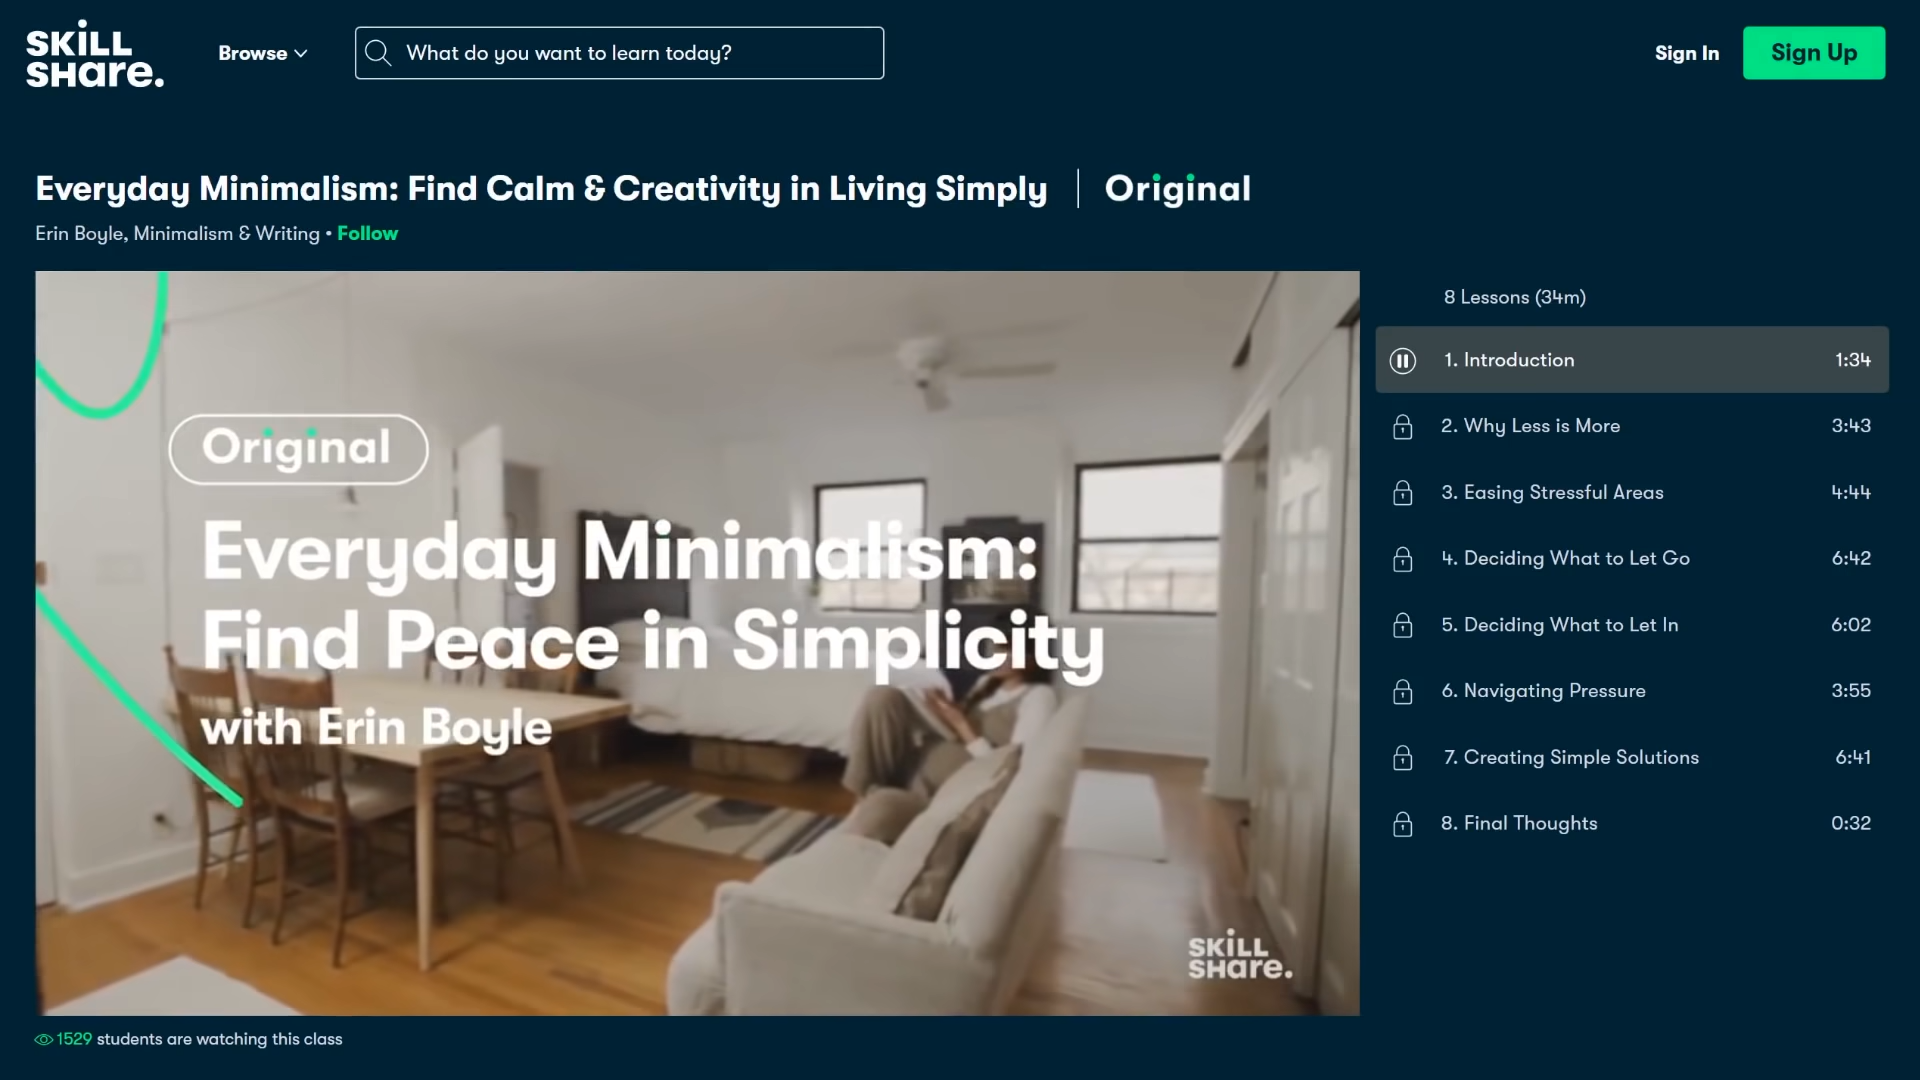 SKILL
SHare.
Browse
What do you want to learn today?
Sign In
Sign Up
Everyday Minimalism: Find Calm & Creativity in Living Simply
Original
Erin Boyle, Minimalism & Writing • Follow
Original
Everyday Minimalism:
Find Peace in Simplicity
with Erin Boyle
SKILL
SHare.
8 Lessons (34m)
1. Introduction 1:34
2. Why Less is More 3:43
3. Easing Stressful Areas 4:44
4. Deciding What to Let Go 6:42
5. Deciding What to Let In 6:02
6. Navigating Pressure 3:55
7. Creating Simple Solutions 6:41
8. Final Thoughts 0:32
1529 students are watching this class